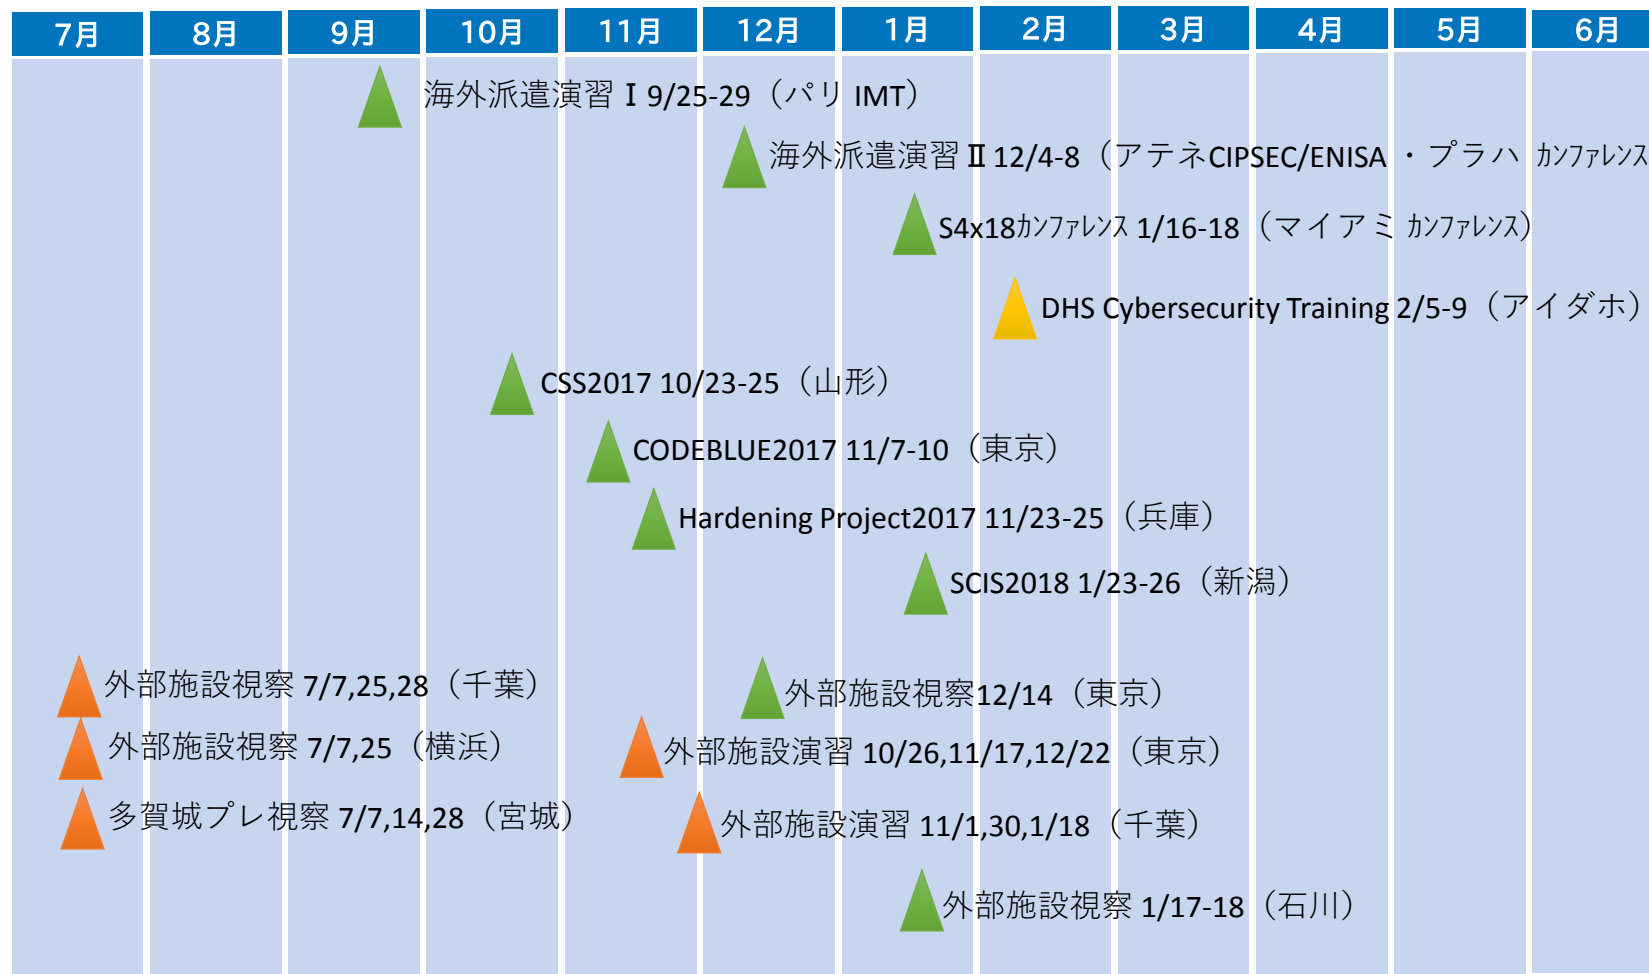 7月 8月 9月 10月 11月 12月 1月 2月 3月 4月 5月 6月
海外派遣演習 Ⅰ 9/25-29（パリ IMT）
海外派遣演習 Ⅱ 12/4-8（アテネCIPSEC/ENISA ・プラハ ｶﾝﾌｧﾚﾝｽ
S4x18ｶﾝﾌｧﾚﾝｽ 1/16-18（マイアミ ｶﾝﾌｧﾚﾝｽ）
DHS Cybersecurity Training 2/5-9（アイダホ）
CSS2017 10/23-25（山形）
CODEBLUE2017 11/7-10（東京）
Hardening Project2017 11/23-25（兵庫）
SCIS2018 1/23-26（新潟）
外部施設視察 7/7,25,28（千葉）
外部施設視察12/14（東京）
外部施設視察 7/7,25（横浜）
外部施設演習 10/26,11/17,12/22（東京）
多賀城プレ視察 7/7,14,28（宮城）
外部施設演習 11/1,30,1/18（千葉）
外部施設視察 1/17-18（石川）